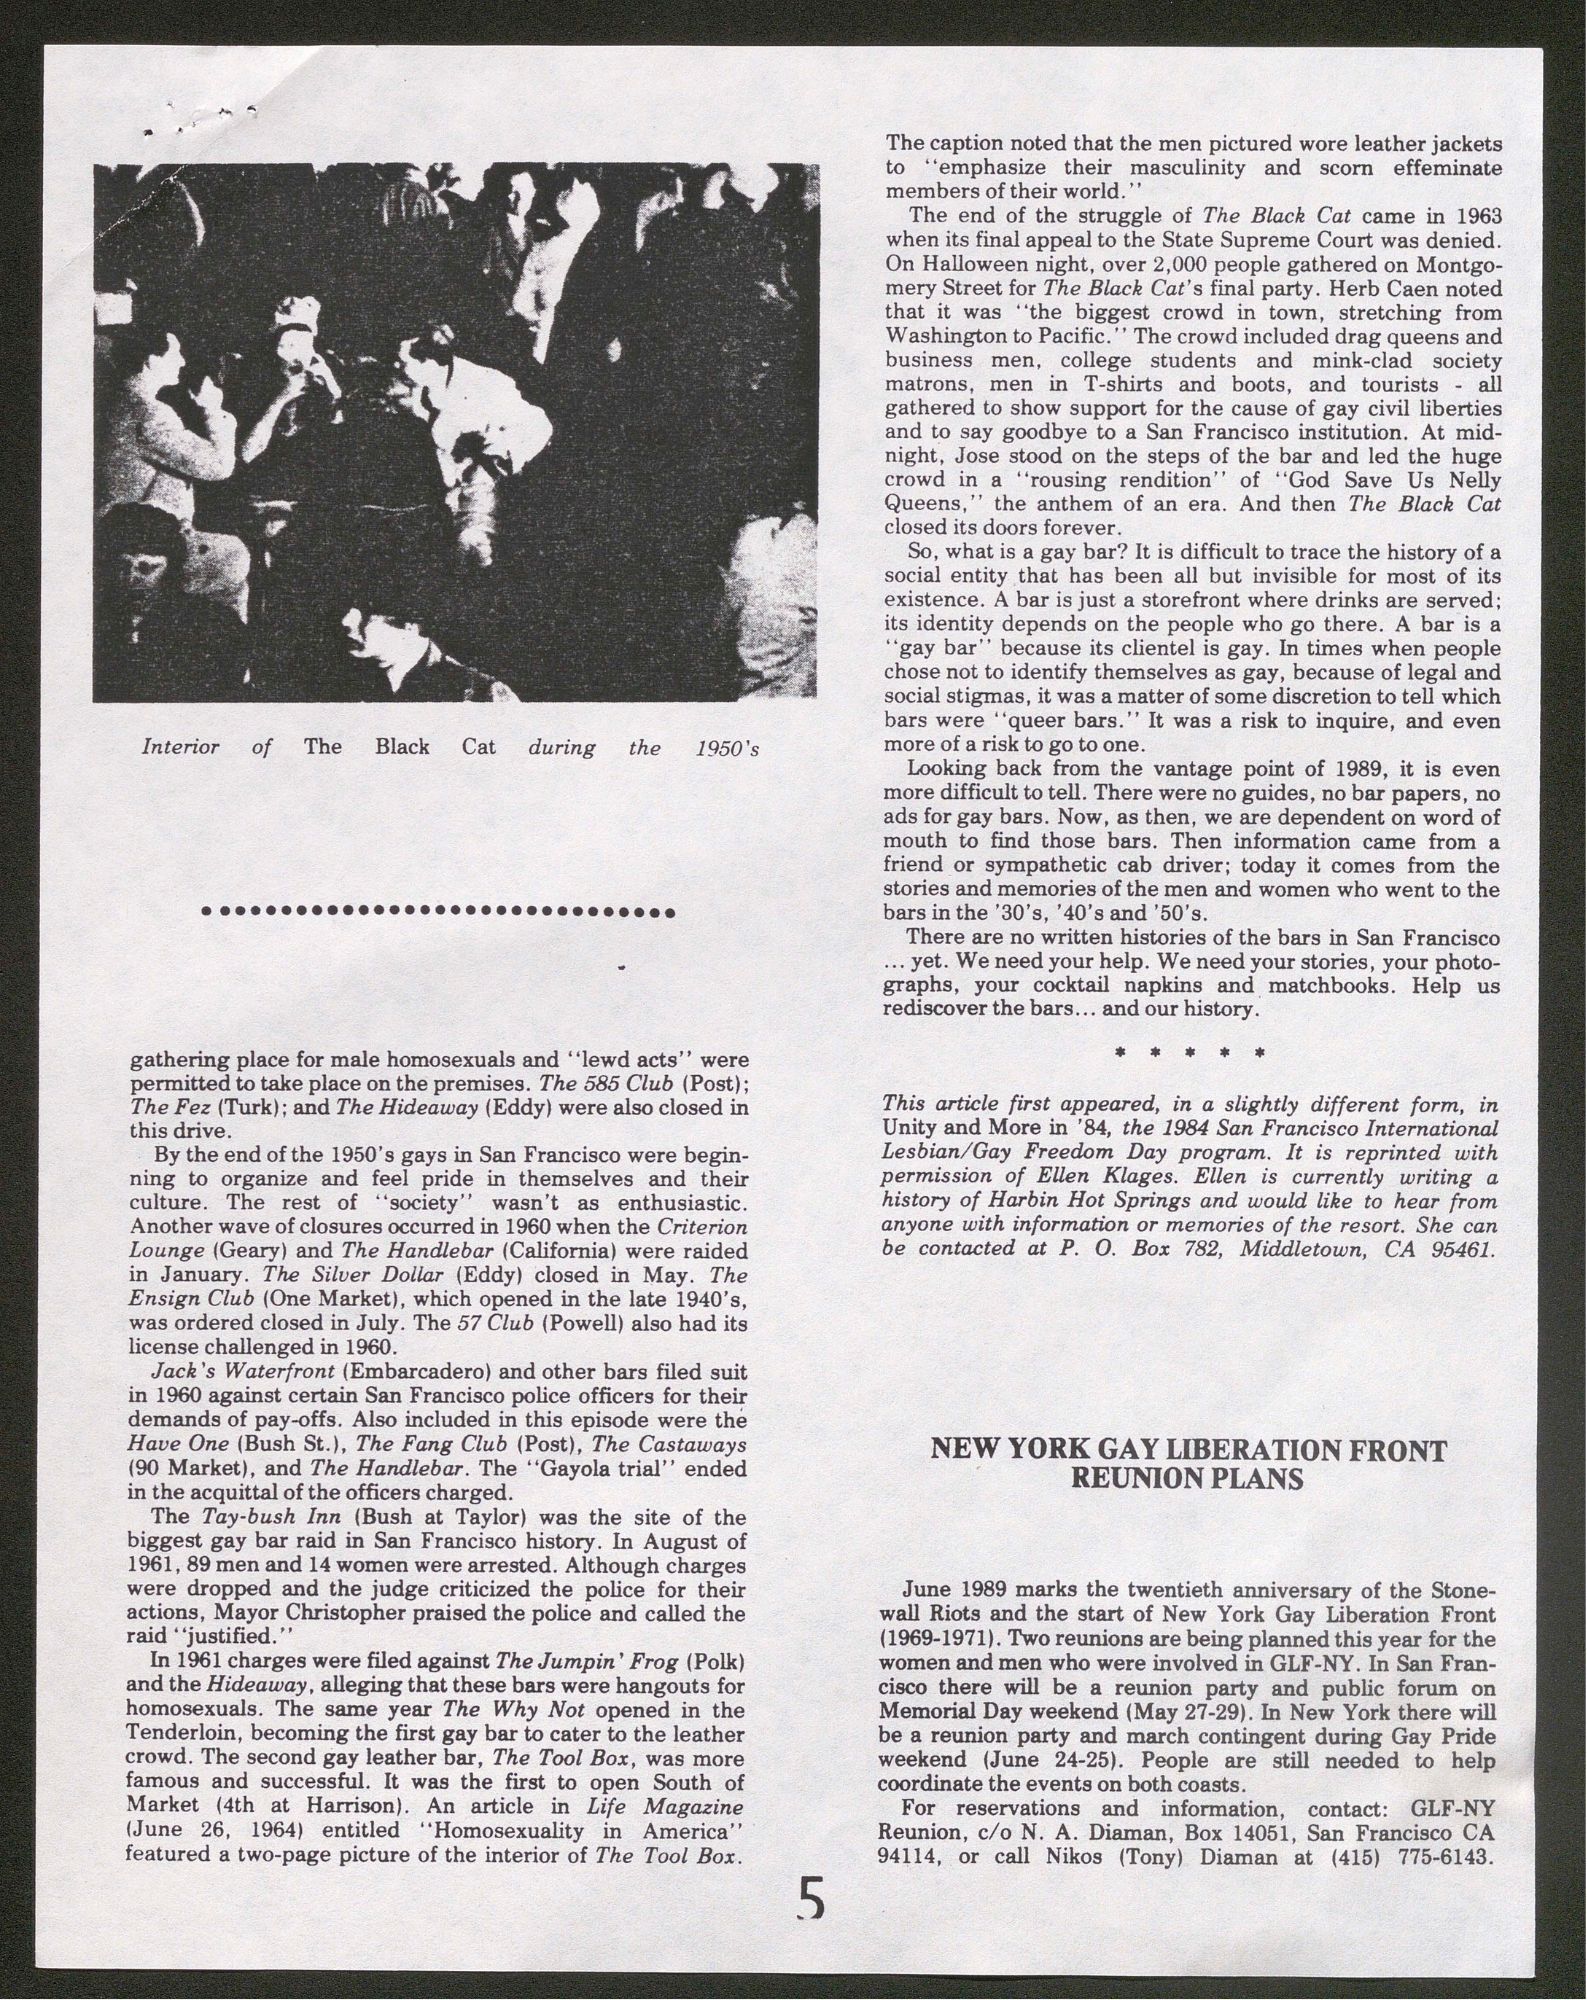 Interior of The Black Cat during the 1950's
gathering place for male homosexuals and ‘‘lewd acts’’ were
permitted to take place on the premises. The 585 Club (Post);
The Fez (Turk); and The Hideaway (Eddy) were also closed in
this drive.
By the end of the 1950's gays in San Francisco were begin-
ning to organize and feel pride in themselves and their
culture. The rest of ‘‘society’’ wasn't as enthusiastic.
Another wave of closures occurred in 1960 when the Criterion
Lounge (Geary) and The Handlebar (California) were raided
in January. The Silver Dollar (Eddy) closed in May. The
Ensign Club (One Market), which opened in the late 1940's,
was ordered closed in July. The 57 Club (Powell) also had its
license challenged in 1960.
Jack's Waterfront (Embarcadero) and other bars filed suit
in 1960 against certain San Francisco police officers for their
demands of pay-offs. Also included in this episode were the
Have One (Bush St.), The Fang Club (Post), The Castaways
(90 Market), and The Handlebar. The ‘‘Gayola trial’’ ended
in the acquittal of the officers charged.
The Tay-bush Inn (Bush at Taylor) was the site of the
biggest gay bar raid in San Francisco history. In August of
1961, 89 men and 14 women were arrested. Although charges
were dropped and the judge criticized the police for their
actions, Mayor Christopher praised the police and called the
raid ‘‘justified.’’
In 1961 charges were filed against The Jumpin' Frog (Polk)
and the Hideaway, alleging that these bars were hangouts for
homosexuals. The same year The Why Not opened in the
Tenderloin, becoming the first gay bar to cater to the leather
crowd. The second gay leather bar, The Tool Box, was more
famous and successful. It was the first to open South of
Market (4th at Harrison). An article in Life Magazine
(June 26, 1964) entitled ‘‘Homosexuality in America’’
featured a two-page picture of the interior of The Tool Box.
The caption noted that the men pictured wore leather jackets
to ‘‘emphasize their masculinity and scorn effeminate
members of their world.’’
The end of the struggle of The Black Cat came in 1963
when its final appeal to the State Supreme Court was denied.
On Halloween night, over 2,000 people gathered on Montgo-
mery Street for The Black Cat's final party. Herb Caen noted
that it was ‘‘the biggest crowd in town, stretching from
Washington to Pacific.’’ The crowd included drag queens and
business men, college students and mink-clad society
matrons, men in T-shirts and boots, and tourists - all
gathered to show support for the cause of gay civil liberties
and to say goodbye to a San Francisco institution. At mid-
night, Jose stood on the steps of the bar and led the huge
crowd in a ‘‘rousing rendition’’ of ‘‘God Save Us Nelly
Queens,’’ the anthem of an era. And then The Black Cat
closed its doors forever.
So, what is a gay bar? It is difficult to trace the history of a
social entity that has been all but invisible for most of its
existence. A bar is just a storefront where drinks are served;
its identity depends on the people who go there. A bar is a
‘‘gay bar’’ because its clientel is gay. In times when people
chose not to identify themselves as gay, because of legal and
social stigmas, it was a matter of some discretion to tell which
bars were ‘‘queer bars.’’ It was a risk to inquire, and even
more of a risk to go to one.
Looking back from the vantage point of 1989, it is even
more difficult to tell. There were no guides, no bar papers, no
ads for gay bars. Now, as then, we are dependent on word of
mouth to find those bars. Then information came from a
friend or sympathetic cab driver; today it comes from the
stories and memories of the men and women who went to the
bars in the '30's, '40's and '50's.
There are no written histories of the bars in San Francisco
... yet. We need your help. We need your stories, your photo-
graphs, your cocktail napkins and matchbooks. Help us
rediscover the bars... and our history.
* * * * *
This article first appeared, in a slightly different form, in
Unity and More in '84, the 1984 San Francisco International
Lesbian/Gay Freedom Day program. It is reprinted with
permission of Ellen Klages. Ellen is currently writing a
history of Harbin Hot Springs and would like to hear from
anyone with information or memories of the resort. She can
be contacted at P. O. Box 782, Middletown, CA 95461.
NEW YORK GAY LIBERATION FRONT
REUNION PLANS
June 1989 marks the twentieth anniversary of the Stone-
wall Riots and the start of New York Gay Liberation Front
(1969-1971). Two reunions are being planned this year for the
women and men who were involved in GLF-NY. In San Fran-
cisco there will be a reunion party and public forum on
Memorial Day weekend (May 27-29). In New York there will
be a reunion party and march contingent during Gay Pride
weekend (June 24-25). People are still needed to help
coordinate the events on both coasts.
For reservations and information, contact: GLF-NY
Reunion, c/o N. A. Diaman, Box 14051, San Francisco CA
94114, or call Nikos (Tony) Diaman at (415) 775-6143.
5